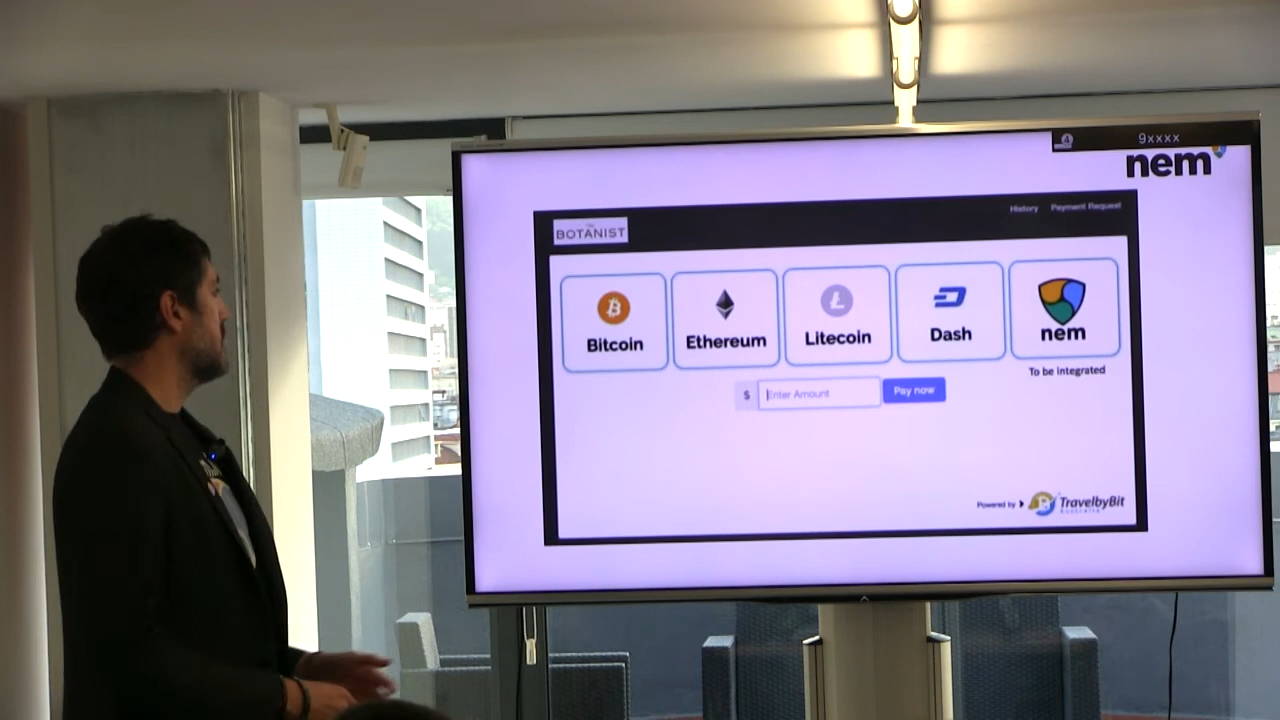 9xxxx
nem
History Payment Request
BOTANIST
Bitcoin
Ethereum
Litecoin
Dash
nem
To be integrated
$ Enter Amount Pay now
Powered by TravelbyBit